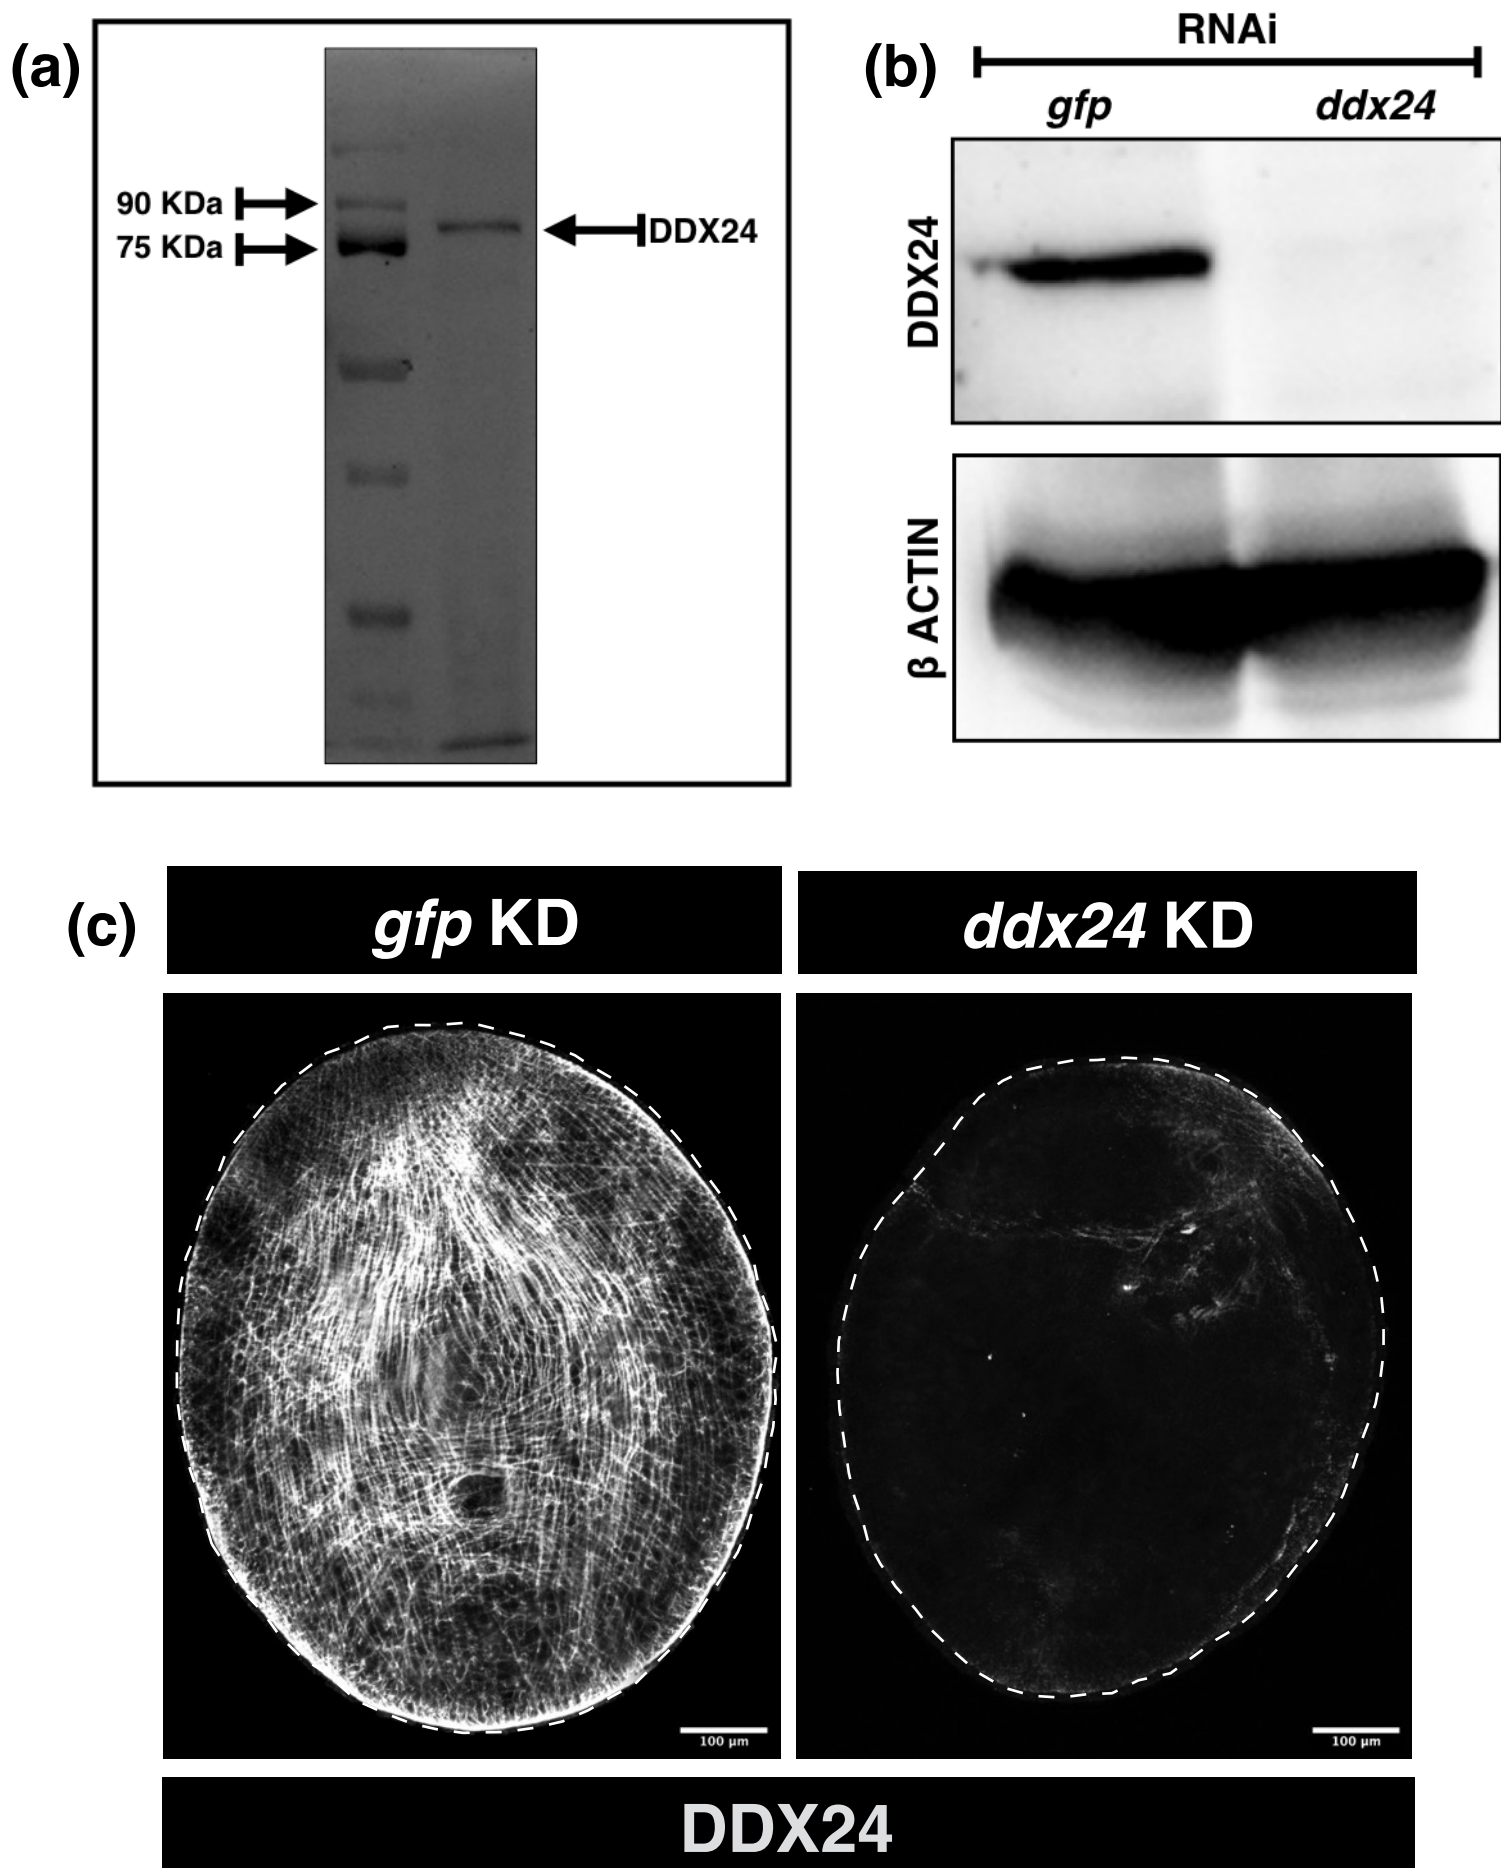 (a)
90 KDa
75 KDa
DDX24
(b)
RNAi
gfp ddx24
DDX24
β ACTIN
(c)
gfp KD
ddx24 KD
100 µm
100 µm
DDX24